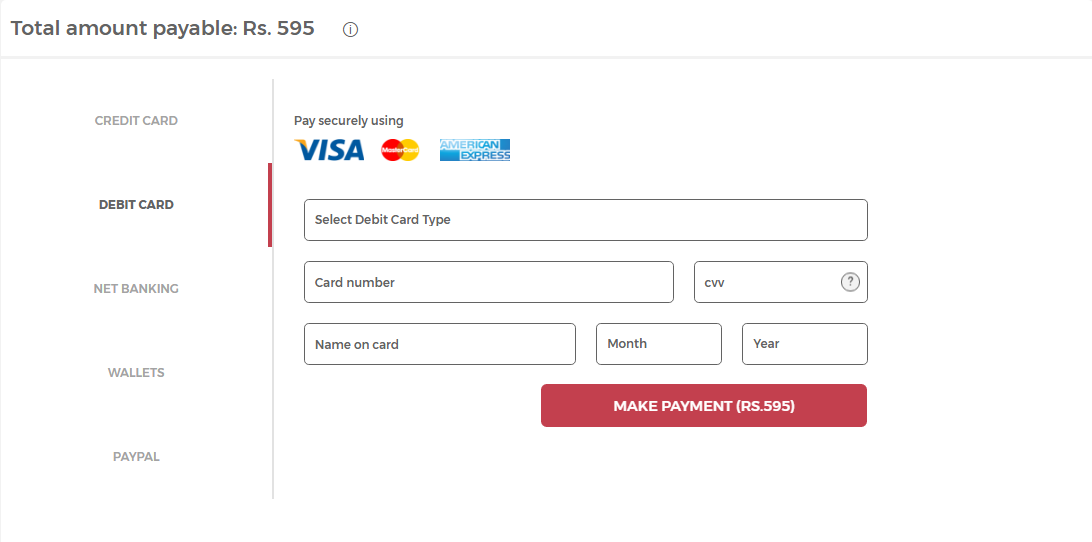 Total amount payable: Rs. 595
CREDIT CARD
DEBIT CARD
NET BANKING
WALLETS
PAYPAL
Pay securely using
VISA MasterCard AMERICAN EXPRESS
Select Debit Card Type
Card number
cvv ?
Name on card
Month
Year
MAKE PAYMENT (RS.595)